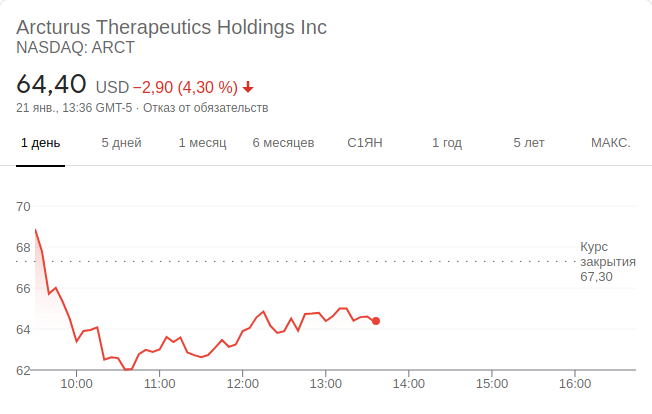 Arcturus Therapeutics Holdings Inc
NASDAQ: ARCT
64,40 USD −2,90 (4,30 %)
21 янв., 13:36 GMT-5 · Отказ от обязательств
1 день 5 дней 1 месяц 6 месяцев С1ЯН 1 год 5 лет МАКС.
70
68
66
64
62
Курс
закрытия
67,30
10:00 11:00 12:00 13:00 14:00 15:00 16:00